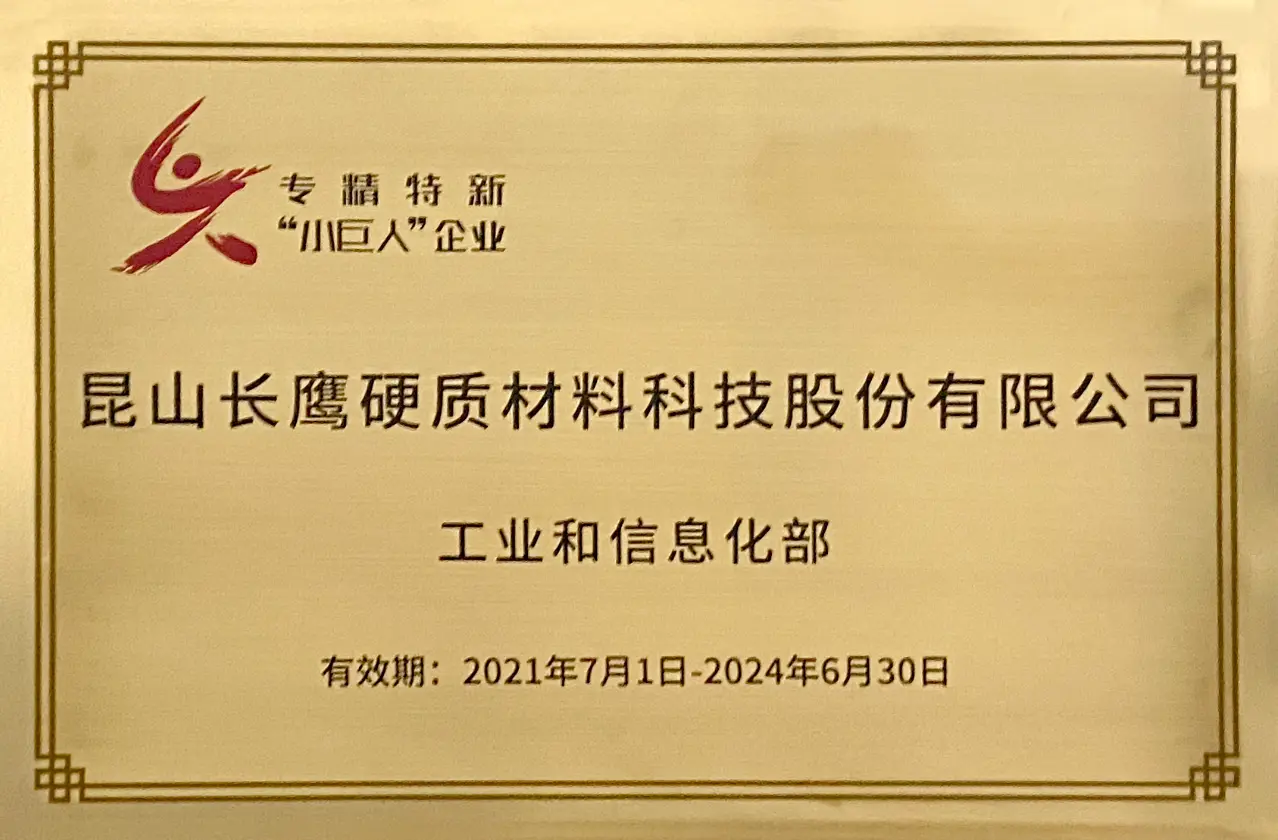 专精特新
“小巨人”企业
昆山长鹰硬质材料科技股份有限公司
工业和信息化部
有效期：2021年7月1日-2024年6月30日